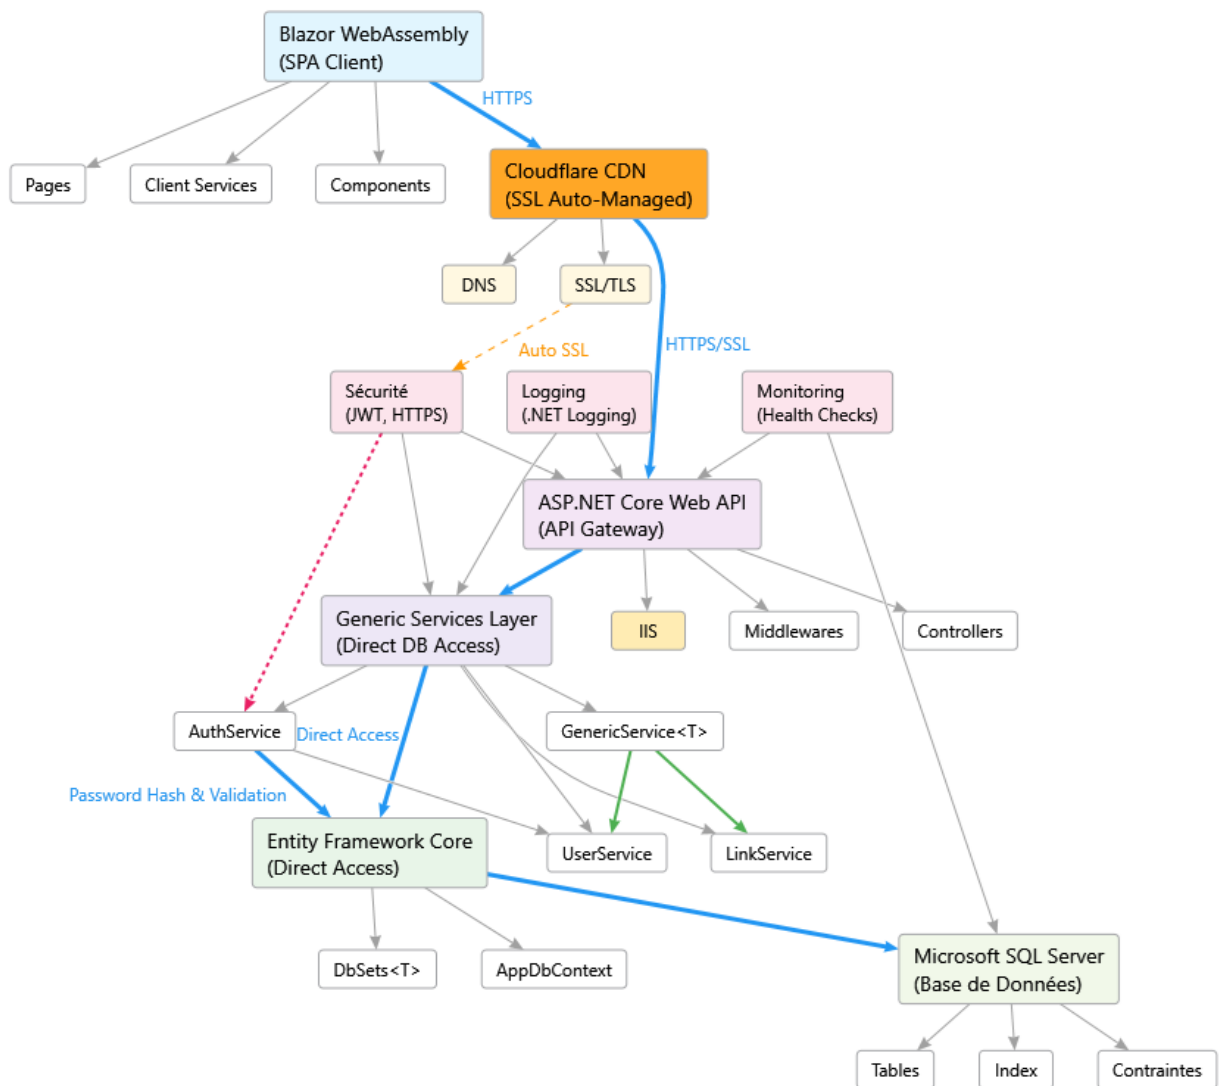 Blazor WebAssembly
(SPA Client)
HTTPS
Pages
Client Services
Components
Cloudflare CDN
(SSL Auto-Managed)
DNS
SSL/TLS
Auto SSL
HTTPS/SSL
Sécurité
(JWT, HTTPS)
Logging
(.NET Logging)
Monitoring
(Health Checks)
ASP.NET Core Web API
(API Gateway)
Generic Services Layer
(Direct DB Access)
IIS
Middlewares
Controllers
AuthService
Direct Access
GenericService<T>
Password Hash & Validation
Entity Framework Core
(Direct Access)
UserService
LinkService
DbSets<T>
AppDbContext
Microsoft SQL Server
(Base de Données)
Tables
Index
Contraintes